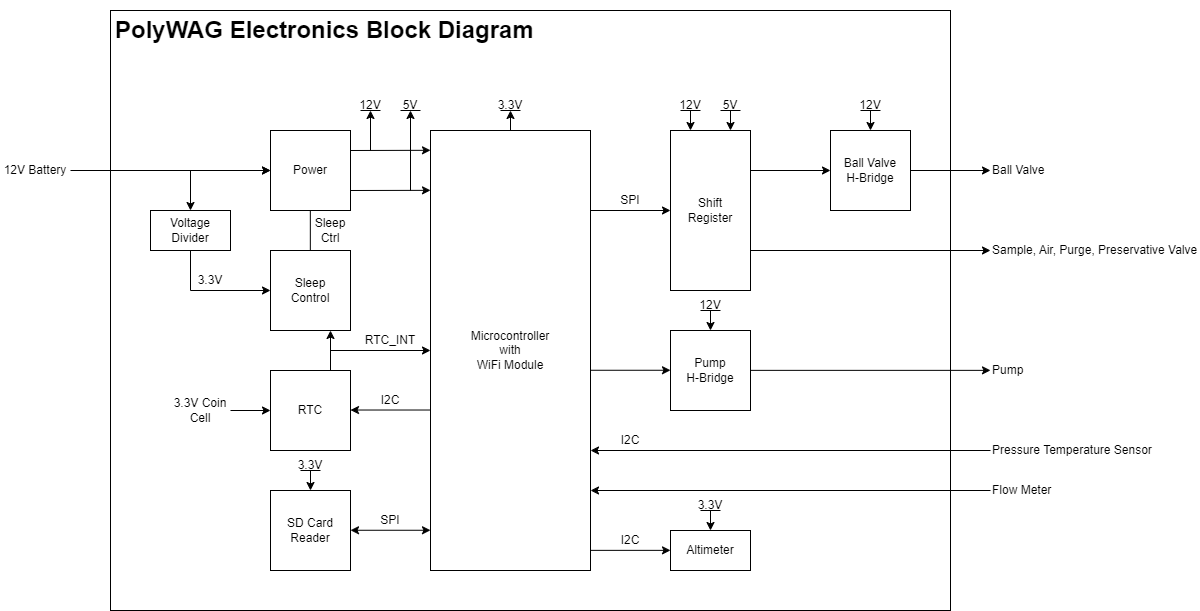 PolyWAG Electronics Block Diagram
12V
5V
3.3V
12V
5V
12V
12V Battery
Power
Ball Valve
H-Bridge
Ball Valve
Voltage
Divider
Sleep
Ctrl
SPI
Shift
Register
Sample, Air, Purge, Preservative Valve
3.3V
Sleep
Control
12V
RTC_INT
Microcontroller
with
WiFi Module
Pump
H-Bridge
Pump
3.3V Coin
Cell
RTC
I2C
I2C
Pressure Temperature Sensor
3.3V
Flow Meter
3.3V
SD Card
Reader
SPI
I2C
Altimeter